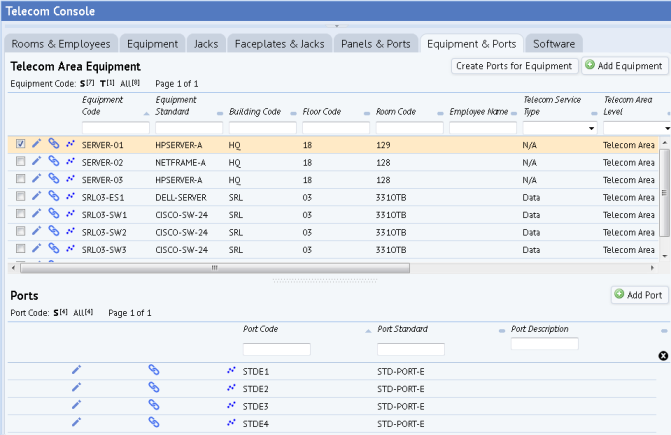 Telecom Console
Rooms & Employees Equipment Jacks Faceplates & Jacks Panels & Ports Equipment & Ports Software
Telecom Area Equipment
Create Ports for Equipment Add Equipment
Equipment Code: S[7] T[1] All[8] Page 1 of 1
Equipment Code Equipment Standard Building Code Floor Code Room Code Employee Name Telecom Service Type Telecom Area Level
SERVER-01 HPSERVER-A HQ 18 129 N/A Telecom Area
SERVER-02 NETFRAME-A HQ 18 128 N/A Telecom Area
SERVER-03 HPSERVER-A HQ 18 128 N/A Telecom Area
SRL03-ES1 DELL-SERVER SRL 03 3310TB Data Telecom Area
SRL03-SW1 CISCO-SW-24 SRL 03 3310TB Data Telecom Area
SRL03-SW2 CISCO-SW-24 SRL 03 3310TB Data Telecom Area
SRL03-SW3 CISCO-SW-24 SRL 03 3310TB Data Telecom Area
Ports
Add Port
Port Code: S[4] All[4] Page 1 of 1
Port Code Port Standard Port Description
STDE1 STD-PORT-E
STDE2 STD-PORT-E
STDE3 STD-PORT-E
STDE4 STD-PORT-E